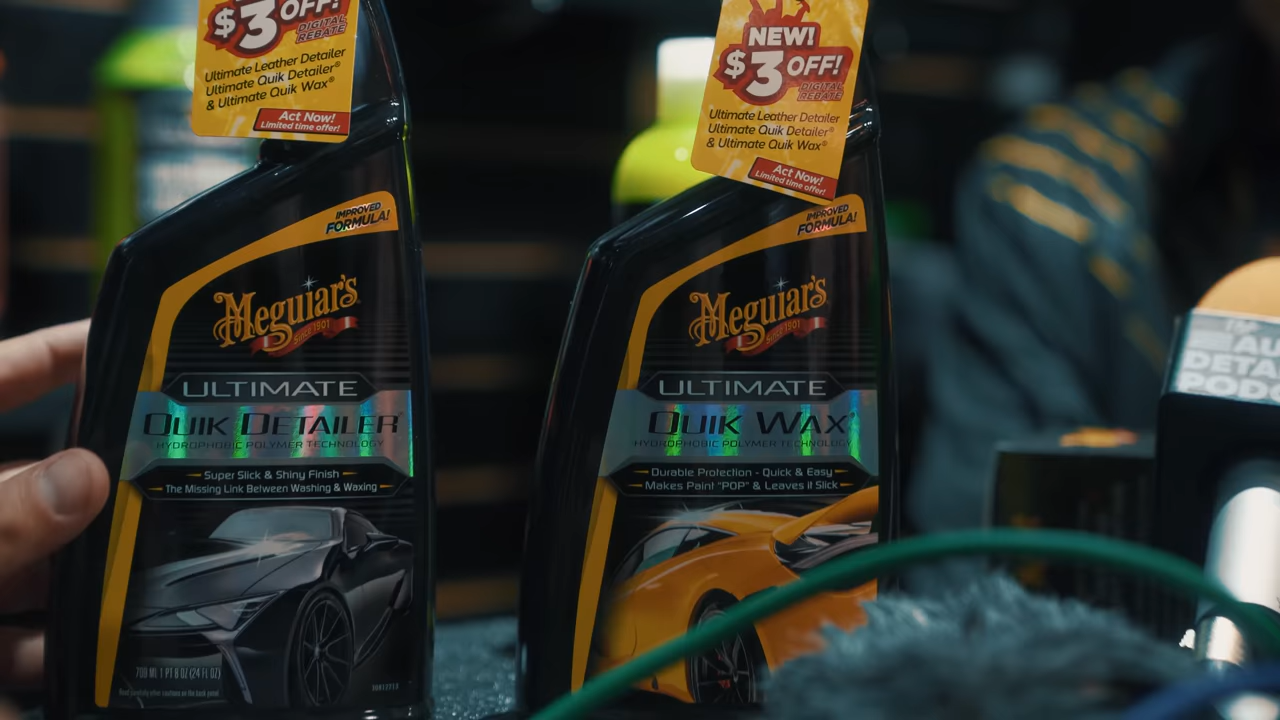 $3 OFF!
DIGITAL
REBATE
Ultimate Leather Detailer
Ultimate Quik Detailer®
& Ultimate Quik Wax®
Act Now!
Limited time offer!
IMPROVED
FORMULA!
Meguiar's
Since 1901
ULTIMATE
QUIK DETAILER®
HYDROPHOBIC POLYMER TECHNOLOGY
Super Slick & Shiny Finish
The Missing Link Between Washing & Waxing
NEW!
$3 OFF!
DIGITAL
REBATE
Ultimate Leather Detailer
Ultimate Quik Detailer®
& Ultimate Quik Wax®
Act Now!
Limited time offer!
IMPROVED
FORMULA!
Meguiar's
Since 1901
ULTIMATE
QUIK WAX®
HYDROPHOBIC POLYMER TECHNOLOGY
Durable Protection - Quick & Easy
Makes Paint "POP" & Leaves it Slick